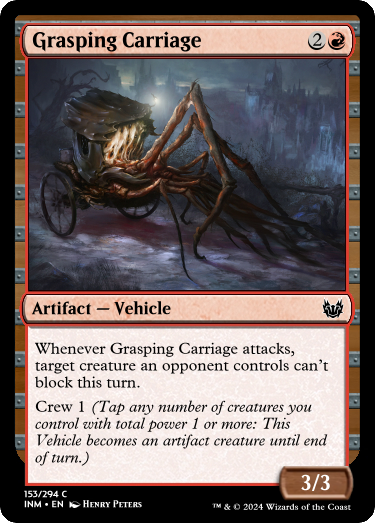 Grasping Carriage 2
Artifact — Vehicle
Whenever Grasping Carriage attacks,
target creature an opponent controls can't
block this turn.
Crew 1 (Tap any number of creatures you
control with total power 1 or more: This
Vehicle becomes an artifact creature until end
of turn.)
3/3
153/294 C
INM • EN Henry Peters
™ & © 2024 Wizards of the Coast